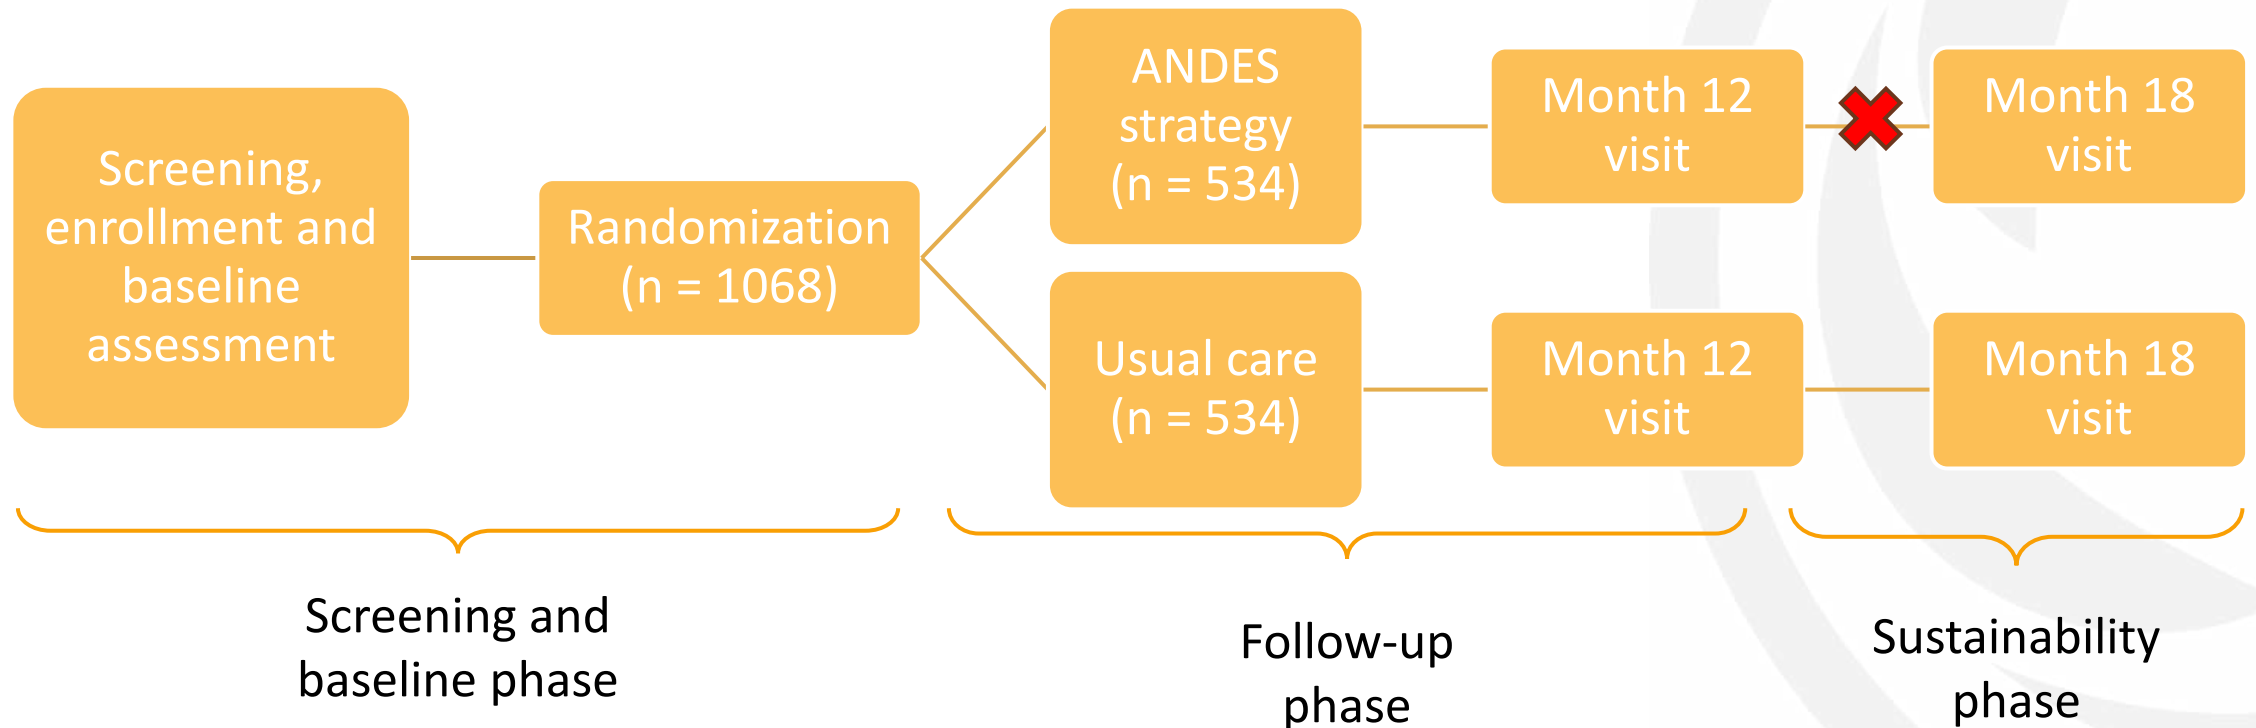 Screening,
enrollment and
baseline
assessment
Randomization
(n = 1068)
ANDES
strategy
(n = 534)
Month 12
visit
Month 18
visit
Usual care
(n = 534)
Month 12
visit
Month 18
visit
Screening and
baseline phase
Follow-up
phase
Sustainability
phase